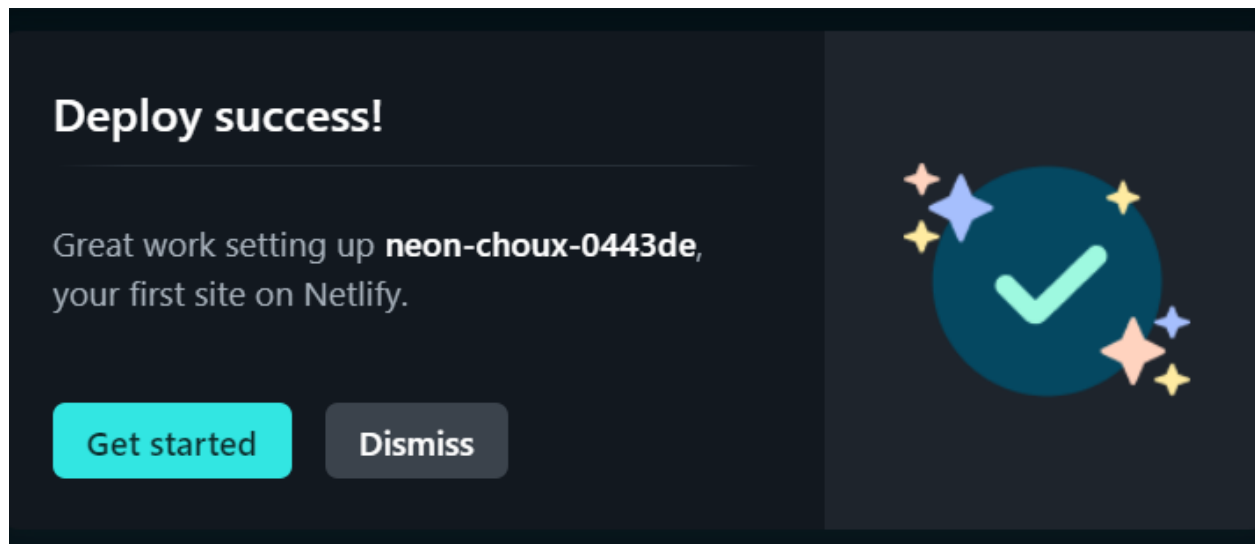 Deploy success!
Great work setting up neon-choux-0443de,
your first site on Netlify.
Get started
Dismiss